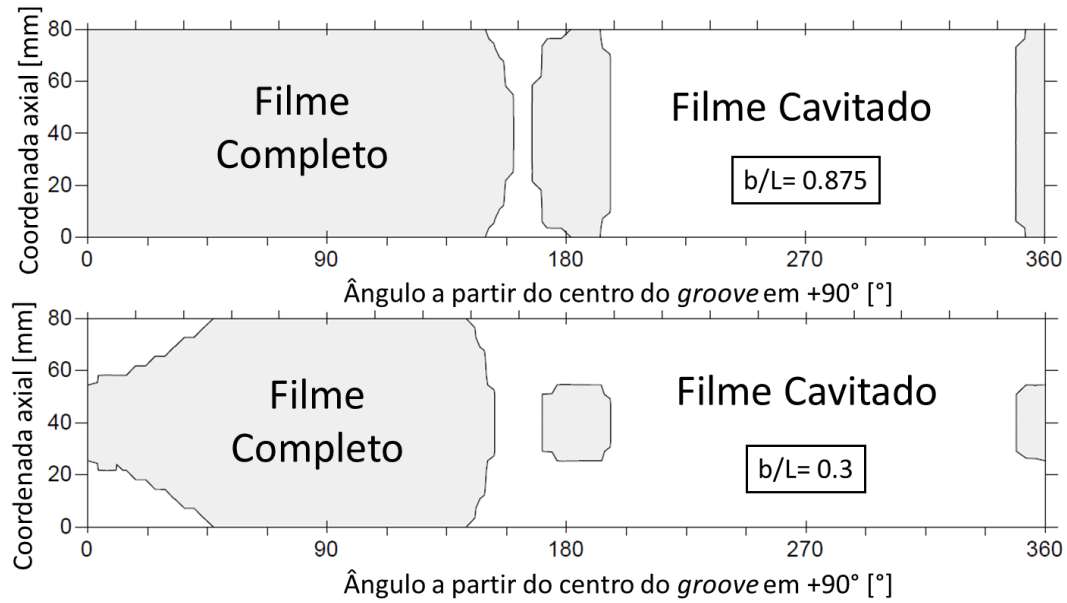 Coordenada axial [mm]
80
60
40
20
0
Filme
Completo
Filme Cavitado
b/L= 0.875
0 90 180 270 360
Ângulo a partir do centro do groove em +90° [°]
Coordenada axial [mm]
80
60
40
20
0
Filme
Completo
Filme Cavitado
b/L= 0.3
0 90 180 270 360
Ângulo a partir do centro do groove em +90° [°]